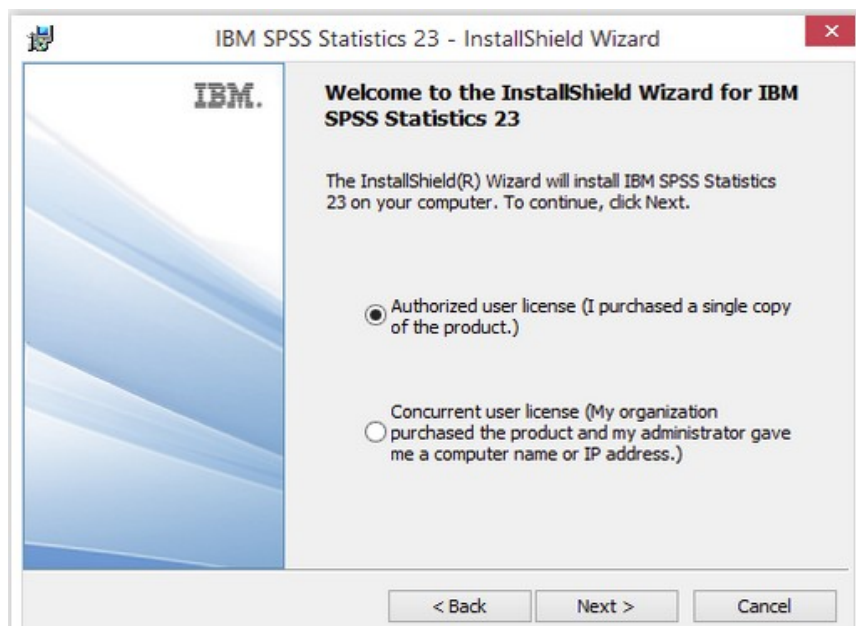 IBM SPSS Statistics 23 - InstallShield Wizard
IBM.
Welcome to the InstallShield Wizard for IBM
SPSS Statistics 23
The InstallShield(R) Wizard will install IBM SPSS Statistics
23 on your computer. To continue, click Next.
Authorized user license (I purchased a single copy
of the product.)
Concurrent user license (My organization
purchased the product and my administrator gave
me a computer name or IP address.)
< Back
Next >
Cancel